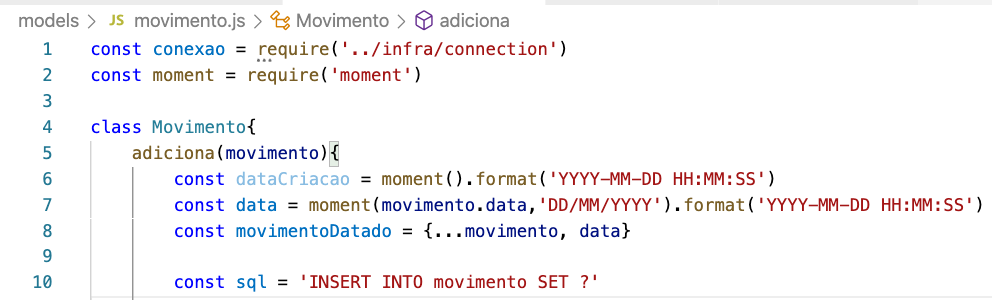 models > JS movimento.js > Movimento > adiciona
1 const conexao = require('../infra/connection')
2 const moment = require('moment')
3
4 class Movimento{
5 adiciona(movimento){
6 const dataCriacao = moment().format('YYYY-MM-DD HH:MM:SS')
7 const data = moment(movimento.data,'DD/MM/YYYY').format('YYYY-MM-DD HH:MM:SS')
8 const movimentoDatado = {...movimento, data}
9
10 const sql = 'INSERT INTO movimento SET ?'